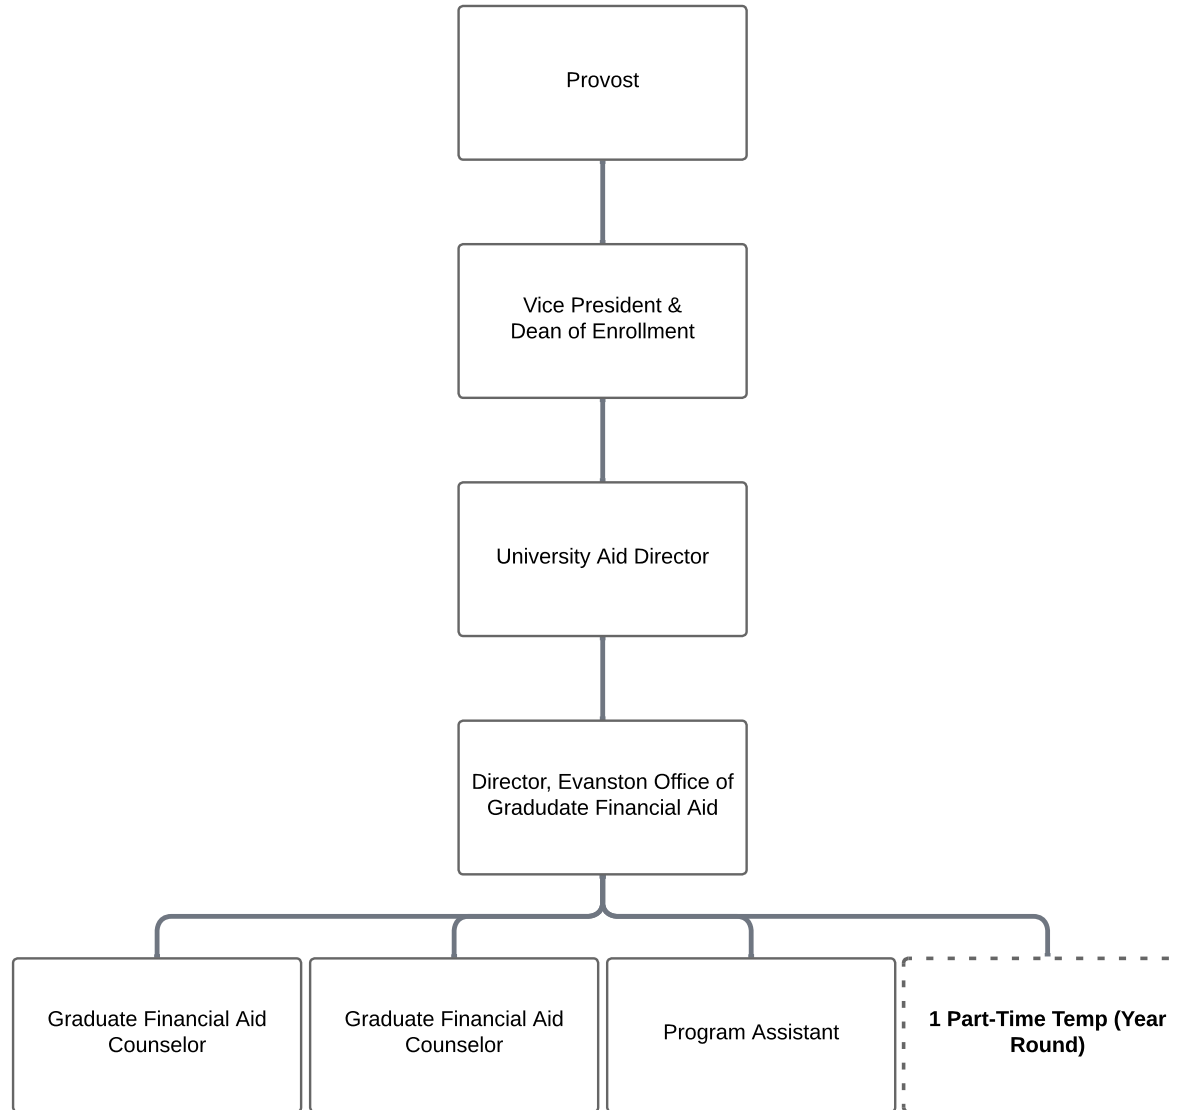 Provost
Vice President &
Dean of Enrollment
University Aid Director
Director, Evanston Office of
Gradudate Financial Aid
Graduate Financial Aid
Counselor
Graduate Financial Aid
Counselor
Program Assistant
1 Part-Time Temp (Year
Round)